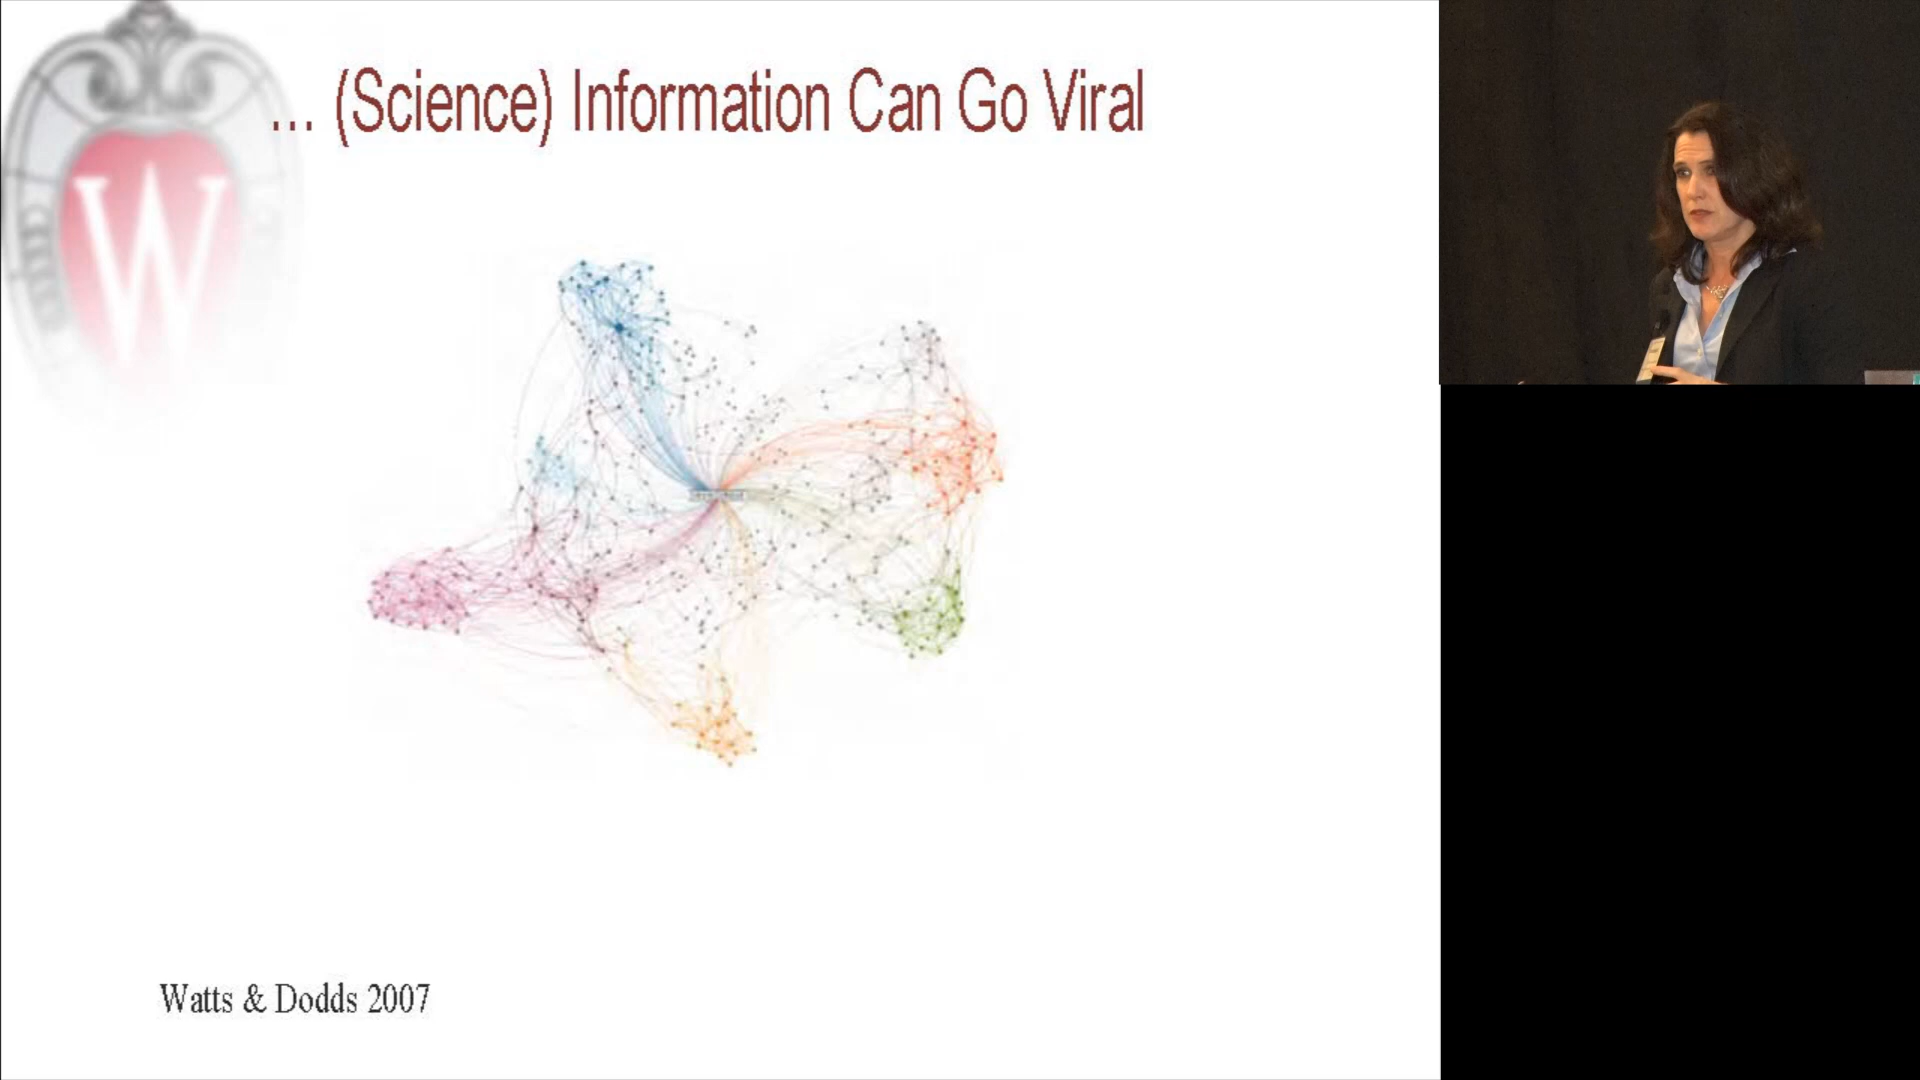 ... (Science) Information Can Go Viral
W
Watts & Dodds 2007